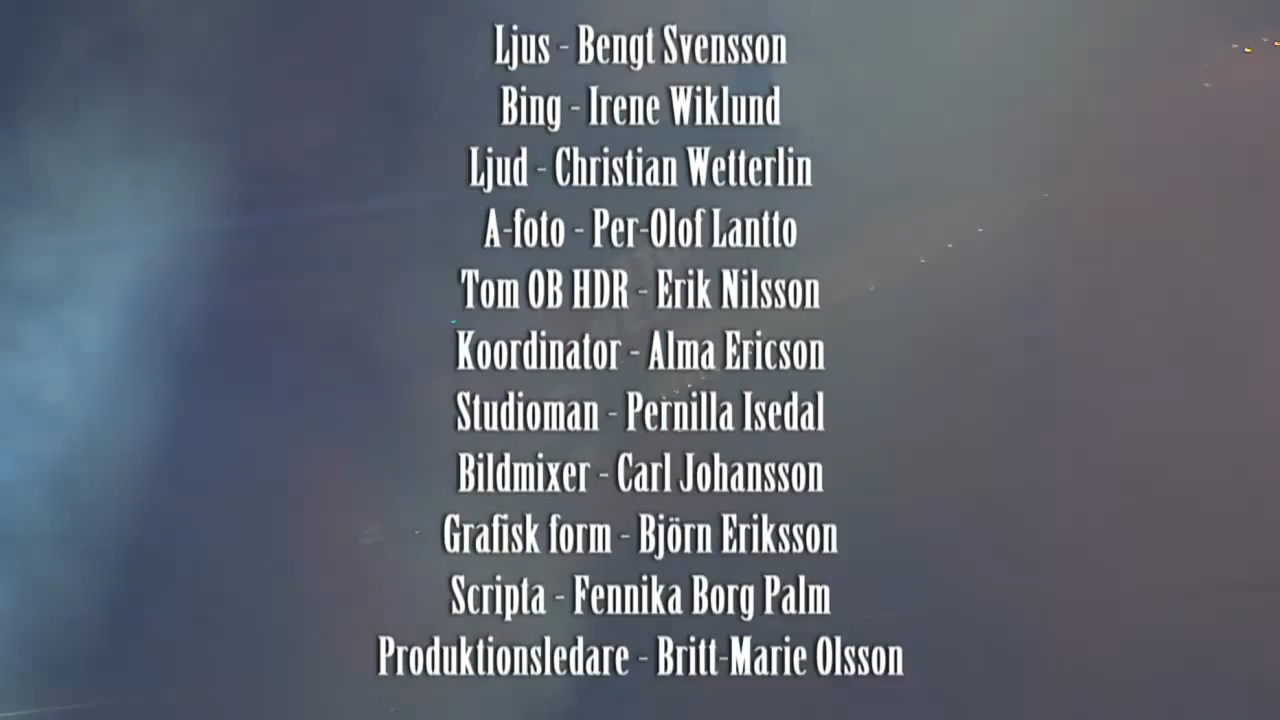 Ljus - Bengt Svensson
Bing - Irene Wiklund
Ljud - Christian Wetterlin
A-foto - Per-Olof Lantto
Tom OB HDR - Erik Nilsson
Koordinator - Alma Ericson
Studioman - Pernilla Isedal
Bildmixer - Carl Johansson
Grafisk form - Björn Eriksson
Scripta - Fennika Borg Palm
Produktionsledare - Britt-Marie Olsson